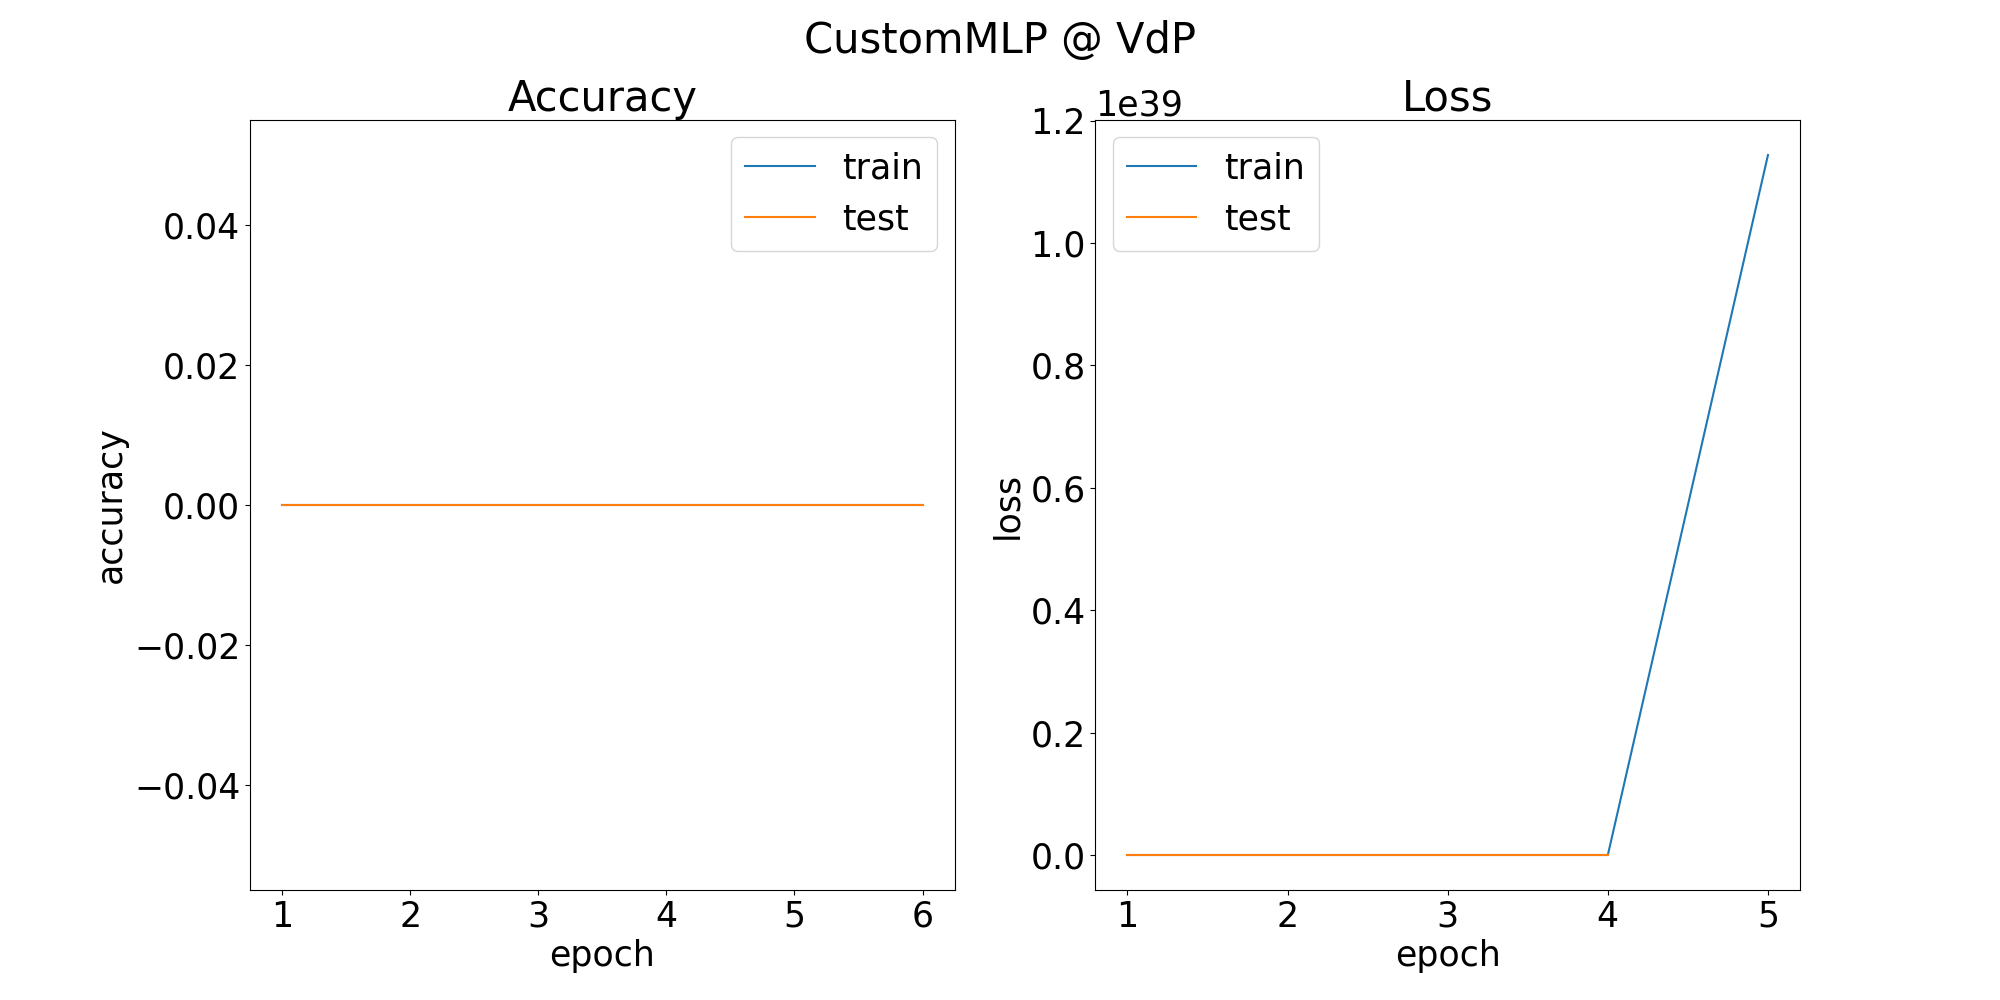 CustomMLP @ VdP
Accuracy
train
test
0.04
0.02
0.00
−0.02
−0.04
accuracy
1 2 3 4 5 6
epoch
Loss
1e39
train
test
1.2
1.0
0.8
0.6
0.4
0.2
0.0
loss
1 2 3 4 5
epoch